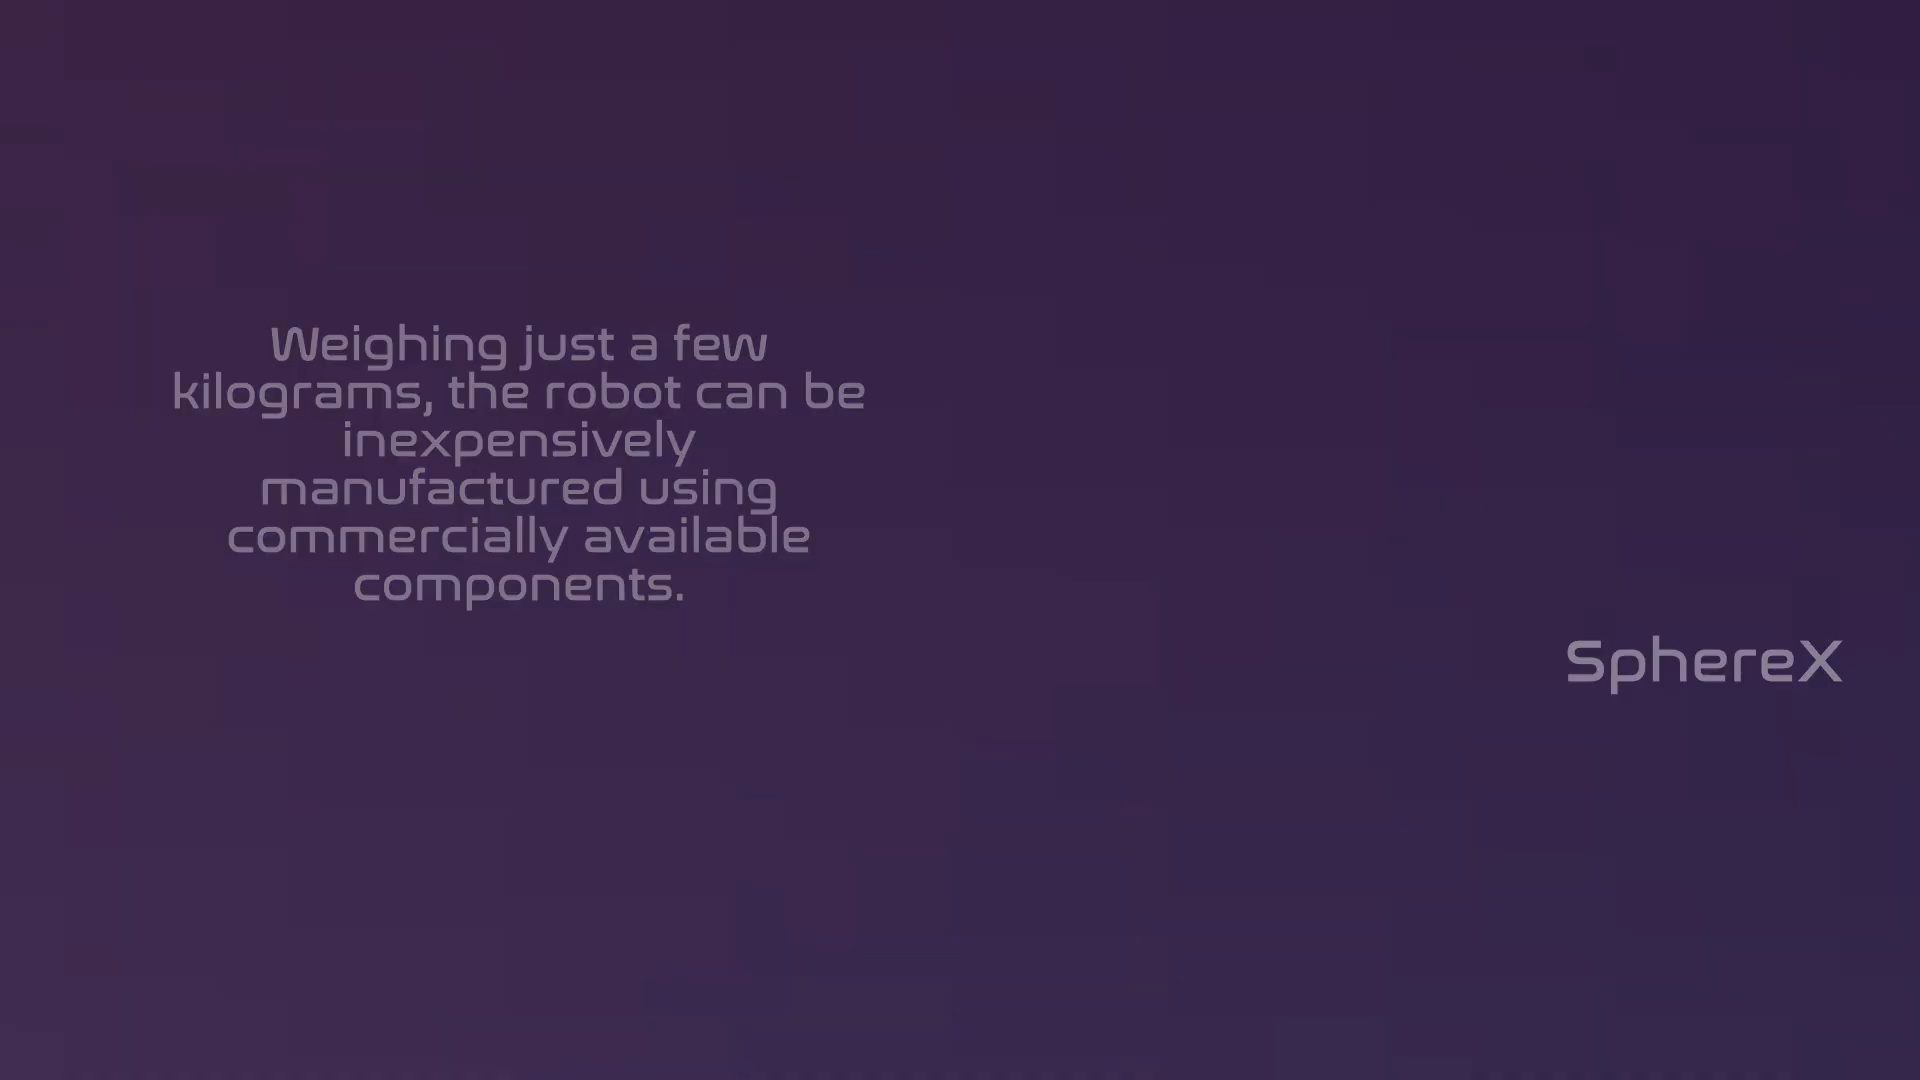 Weighing just a few
kilograms, the robot can be
inexpensively
manufactured using
commercially available
components.
SphereX